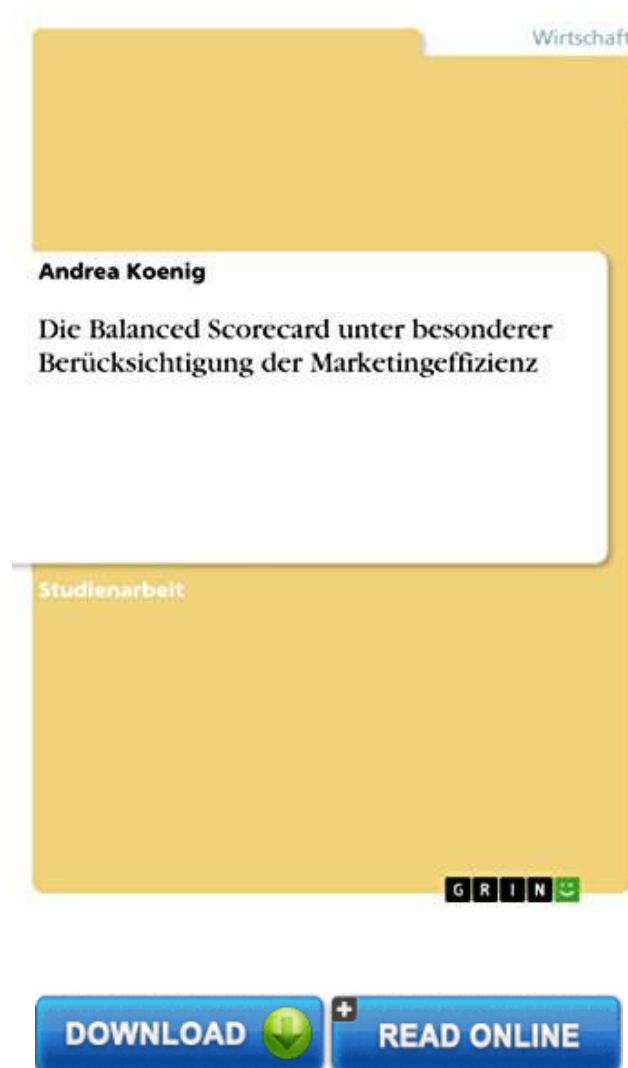 Wirtschaft
Andrea Koenig
Die Balanced Scorecard unter besonderer
Berücksichtigung der Marketingeffizienz
Studienarbeit
GRIN
DOWNLOAD
READ ONLINE